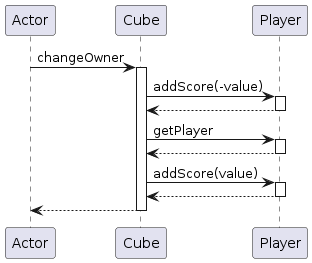 Actor Cube Player
changeOwner
addScore(-value)
getPlayer
addScore(value)
Actor Cube Player